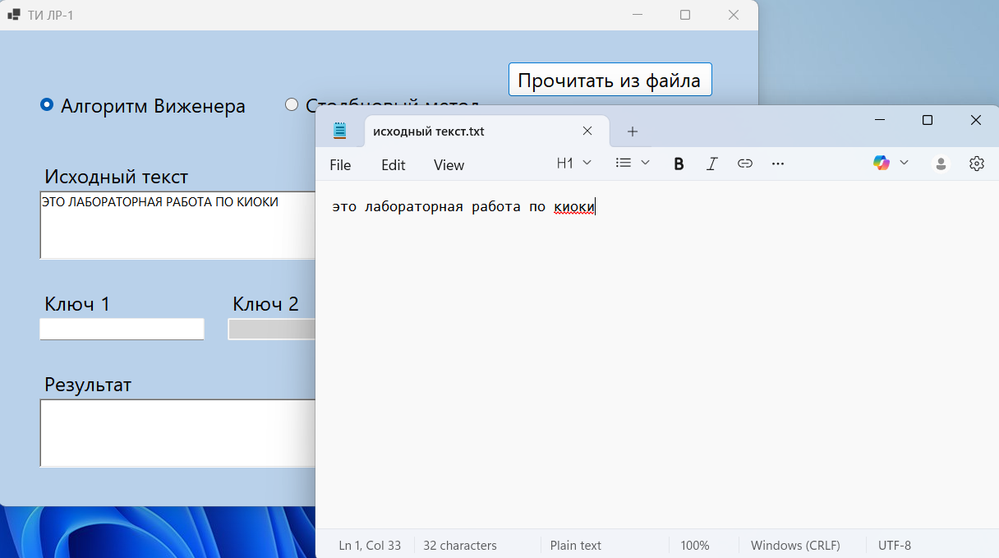 ТИ ЛР-1
Прочитать из файла
Алгоритм Виженера
Столбцовый метод
исходный текст.txt
File Edit View H1 B I
Исходный текст
ЭТО ЛАБОРАТОРНАЯ РАБОТА ПО КИОКИ
это лабораторная работа по киоки
Ключ 1
Ключ 2
Результат
Ln 1, Col 33 32 characters Plain text 100% Windows (CRLF) UTF-8